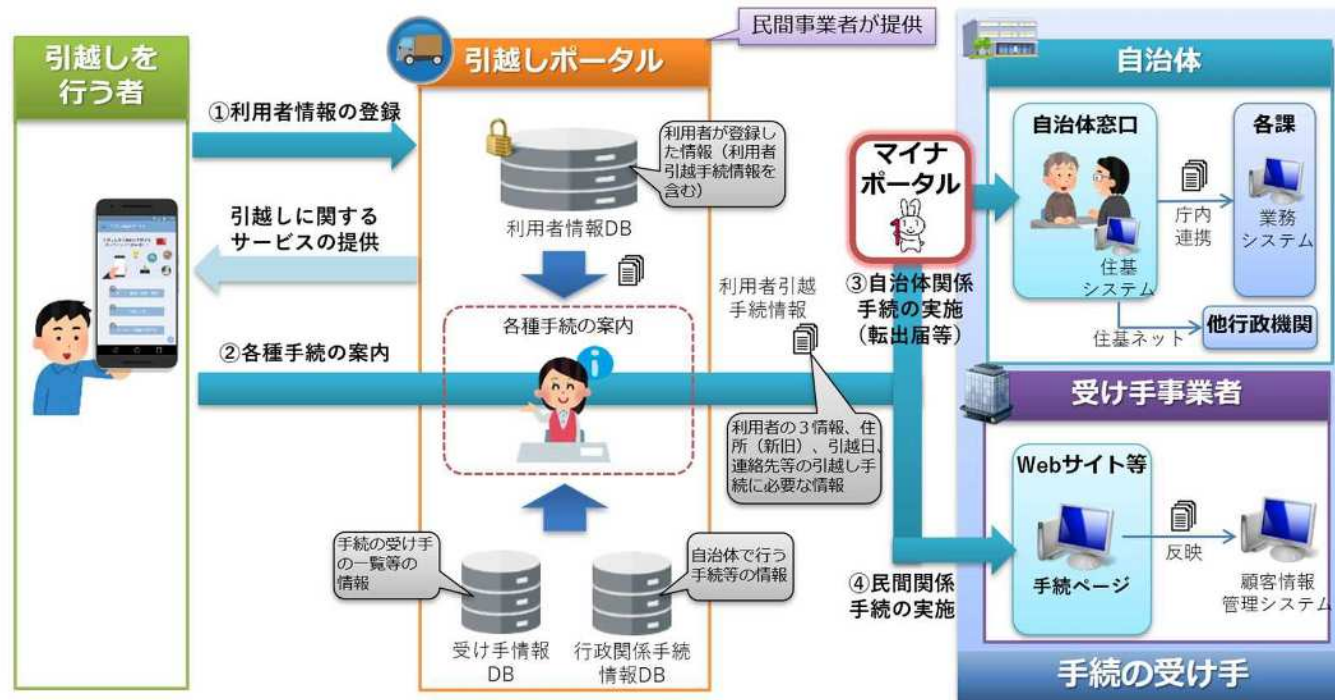 引越しを
行う者
①利用者情報の登録
引越しに関する
サービスの提供
②各種手続の案内
引越しポータル
民間事業者が提供
利用者が登録し
た情報（利用者
引越手続情報を
含む）
利用者情報DB
各種手続の案内
手続の受け手
の一覧等の
情報
自治体で行う
手続等の情報
受け手情報
DB
行政関係手続
情報DB
利用者引越
手続情報
利用者の３情報、住
所（新旧）、引越日、
連絡先等の引越し手
続に必要な情報
マイナ
ポータル
③自治体関係
手続の実施
（転出届等）
④民間関係
手続の実施
自治体
自治体窓口
住基
システム
庁内
連携
各課
業務
システム
住基ネット
他行政機関
受け手事業者
Webサイト等
手続ページ
反映
顧客情報
管理システム
手続の受け手